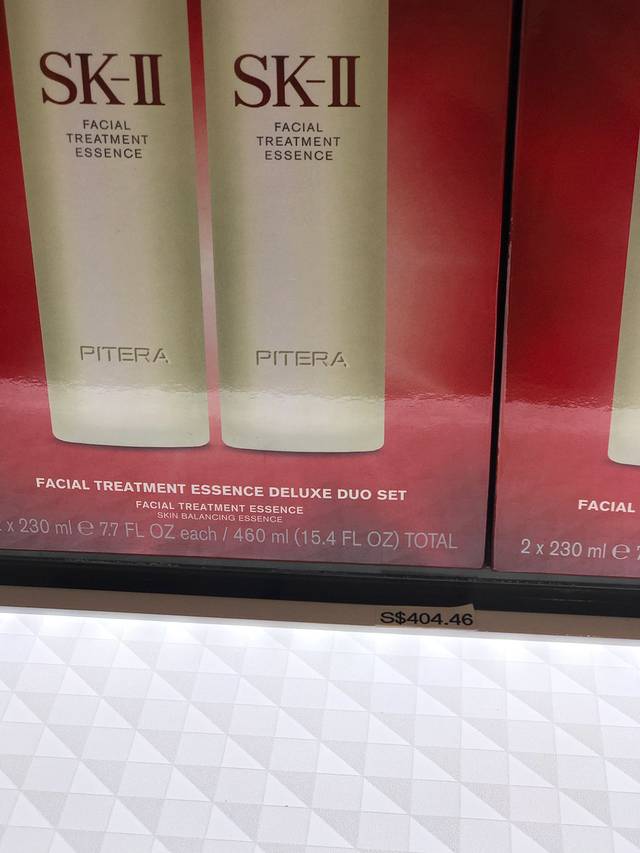 SK-II
FACIAL
TREATMENT
ESSENCE
PITERA
SK-II
FACIAL
TREATMENT
ESSENCE
PITERA
FACIAL TREATMENT ESSENCE DELUXE DUO SET
FACIAL TREATMENT ESSENCE
SKIN BALANCING ESSENCE
x 230 ml ℮ 7.7 FL OZ each / 460 ml (15.4 FL OZ) TOTAL
FACIAL
2 x 230 ml ℮
S$404.46